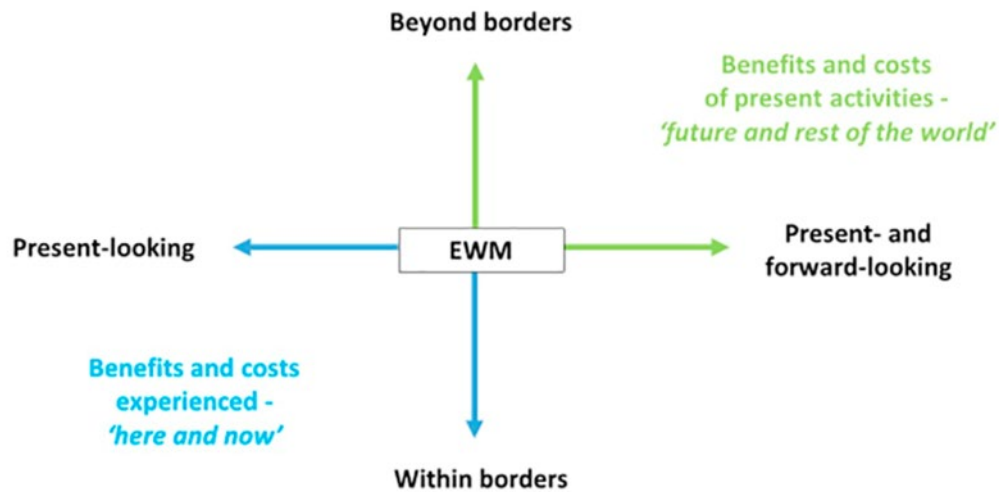 Beyond borders
Benefits and costs
of present activities -
‘future and rest of the world’
Present-looking
EWM
Present- and
forward-looking
Benefits and costs
experienced -
‘here and now’
Within borders